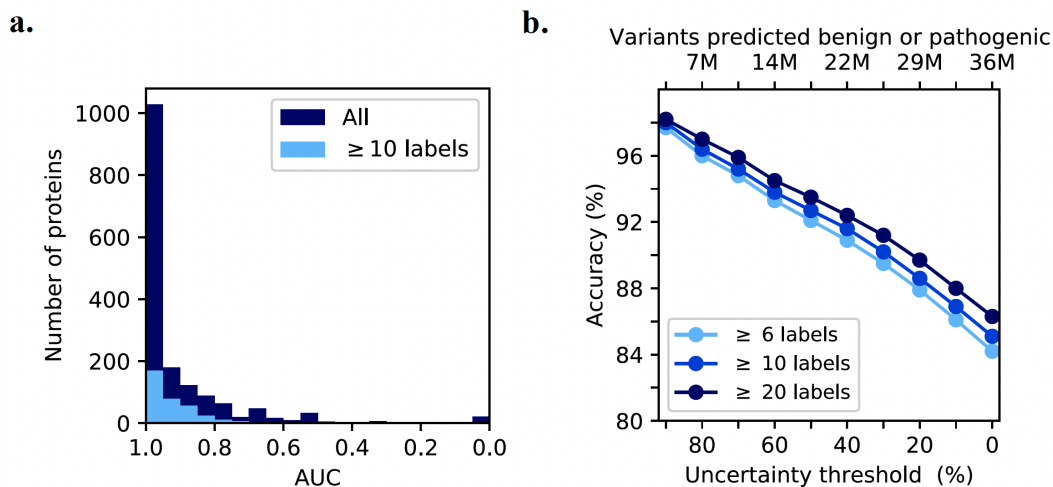 a.
Number of proteins
1000
800
600
400
200
0
1.0 0.8 0.6 0.4 0.2 0.0
AUC
All
≥ 10 labels
b.
Variants predicted benign or pathogenic
7M 14M 22M 29M 36M
Accuracy (%)
96
92
88
84
80
≥ 6 labels
≥ 10 labels
≥ 20 labels
80 60 40 20 0
Uncertainty threshold (%)